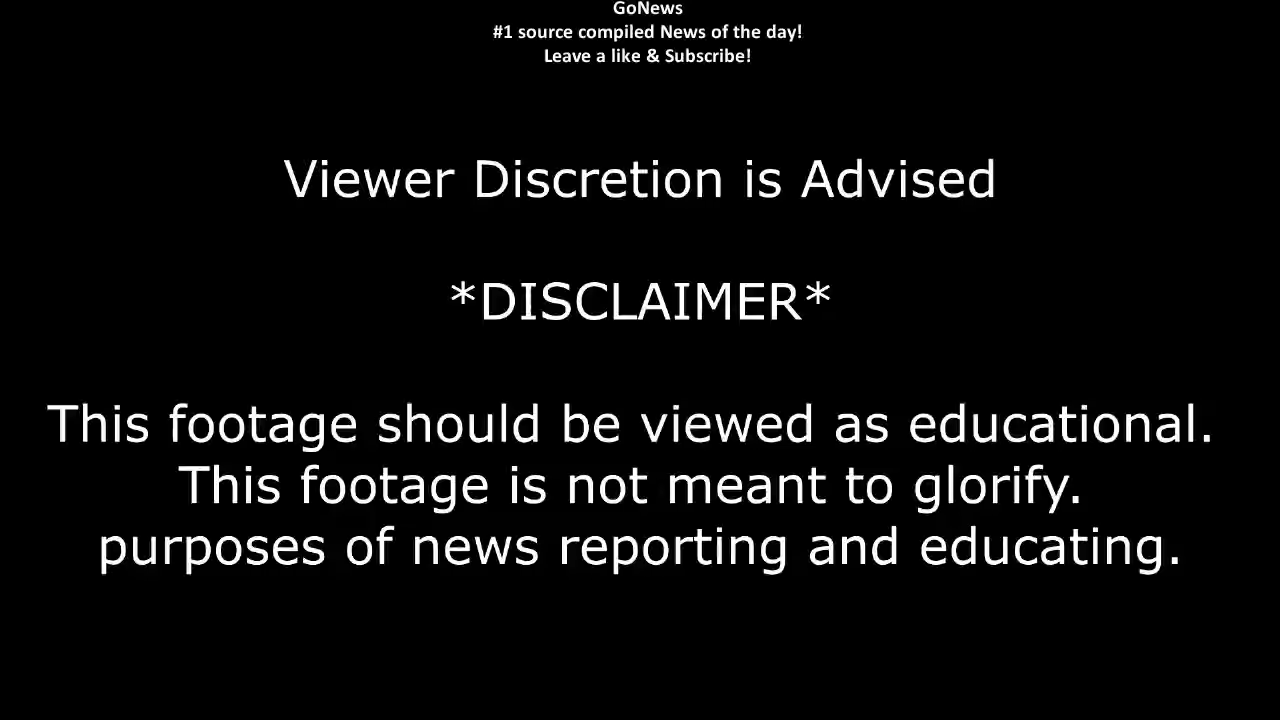 GoNews
#1 source compiled News of the day!
Leave a like & Subscribe!
Viewer Discretion is Advised
*DISCLAIMER*
This footage should be viewed as educational.
This footage is not meant to glorify.
purposes of news reporting and educating.